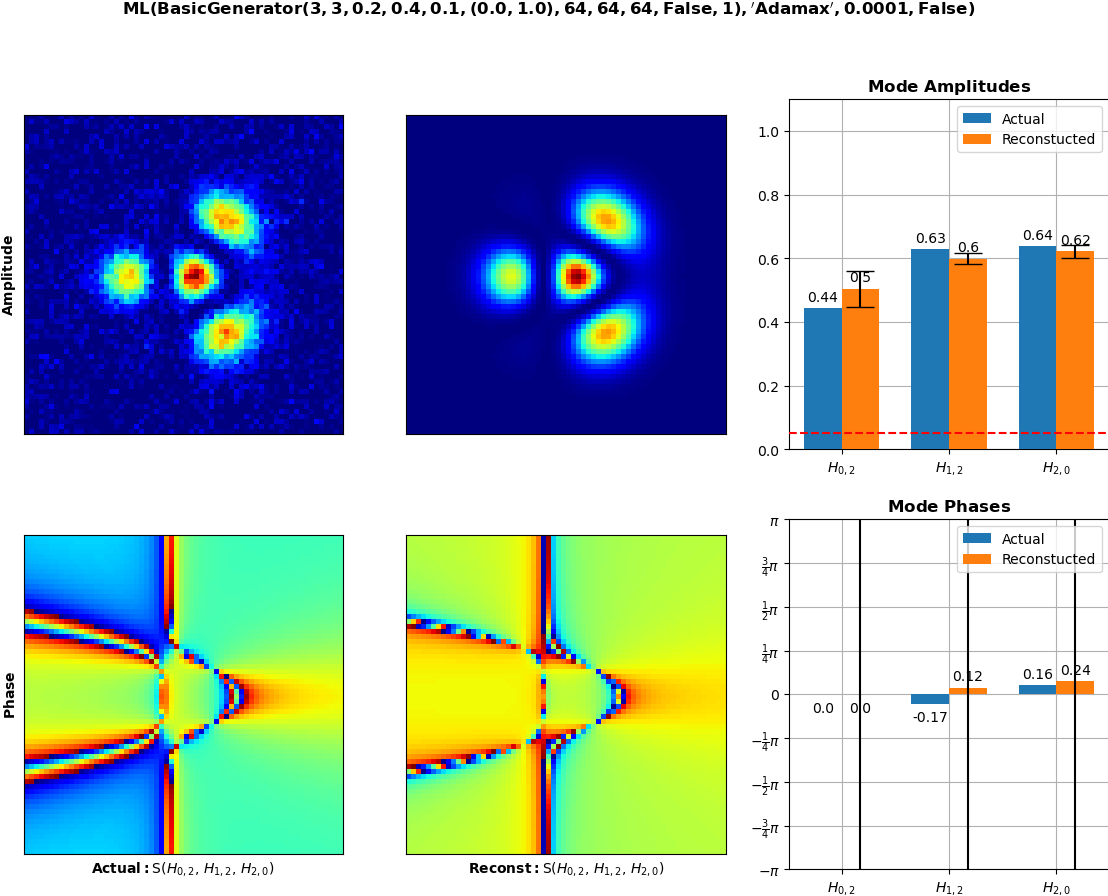 ML(BasicGenerator(3, 3, 0.2, 0.4, 0.1, (0.0, 1.0), 64, 64, 64, False, 1), 'Adamax', 0.0001, False)
Amplitude
Mode Amplitudes
Actual
Reconstucted
1.0
0.8
0.6
0.4
0.2
0.0
0.44
0.5
0.63
0.6
0.64
0.62
H0,2
H1,2
H2,0
Phase
Actual: S(H0,2, H1,2, H2,0)
Reconst: S(H0,2, H1,2, H2,0)
Mode Phases
Actual
Reconstucted
π
3/4π
1/2π
1/4π
0
−1/4π
−1/2π
−3/4π
−π
0.0
0.0
-0.17
0.12
0.16
0.24
H0,2
H1,2
H2,0